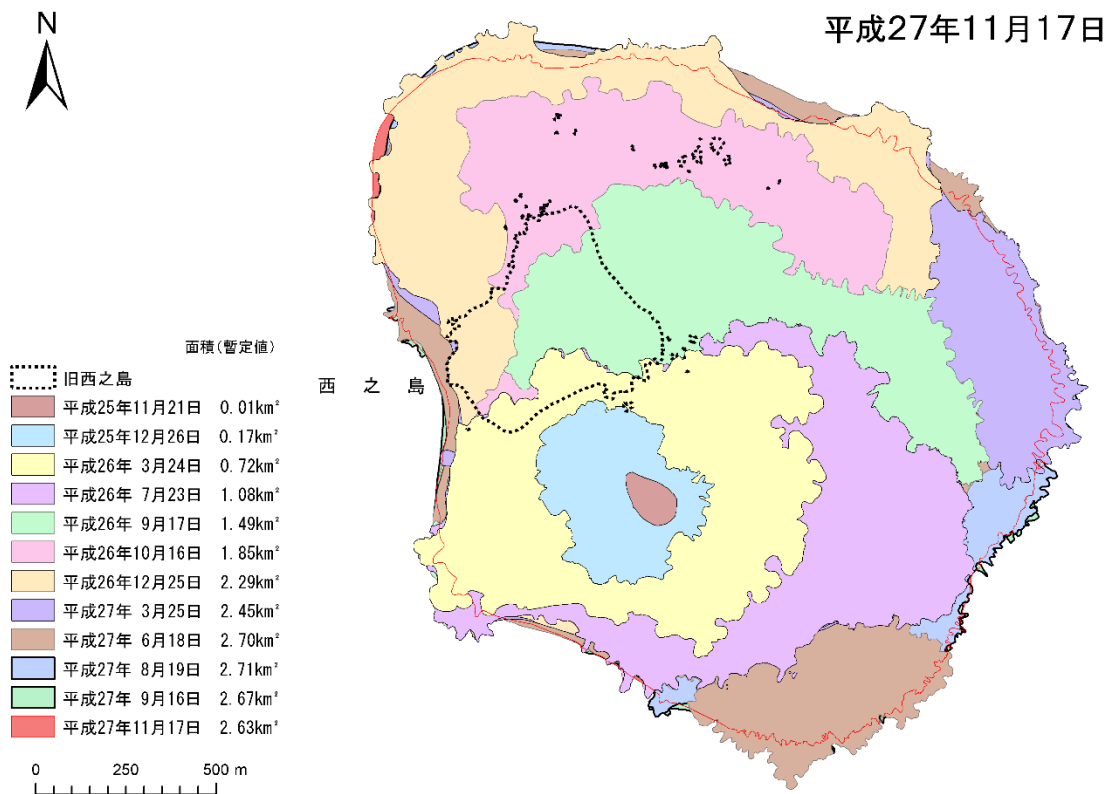 N
平成27年11月17日
面積(暫定値)
旧西之島
西 之 島
平成25年11月21日 0.01km²
平成25年12月26日 0.17km²
平成26年 3月24日 0.72km²
平成26年 7月23日 1.08km²
平成26年 9月17日 1.49km²
平成26年10月16日 1.85km²
平成26年12月25日 2.29km²
平成27年 3月25日 2.45km²
平成27年 6月18日 2.70km²
平成27年 8月19日 2.71km²
平成27年 9月16日 2.67km²
平成27年11月17日 2.63km²
0 250 500 m